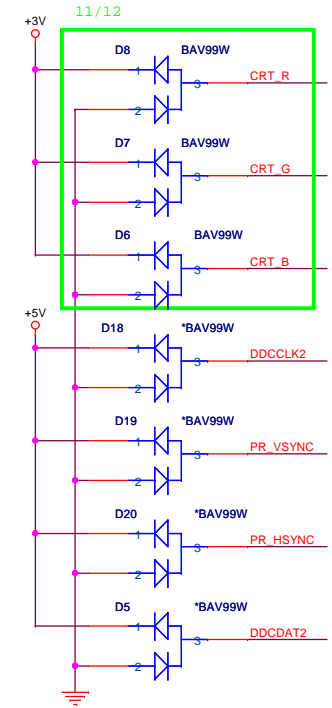 11/12
+3V
D8 BAV99W
1
3 CRT_R
2
D7 BAV99W
1
3 CRT_G
2
D6 BAV99W
1
3 CRT_B
2
+5V
D18 *BAV99W
1
3 DDCCLK2
2
D19 *BAV99W
1
3 PR_VSYNC
2
D20 *BAV99W
1
3 PR_HSYNC
2
D5 *BAV99W
1
3 DDCDAT2
2